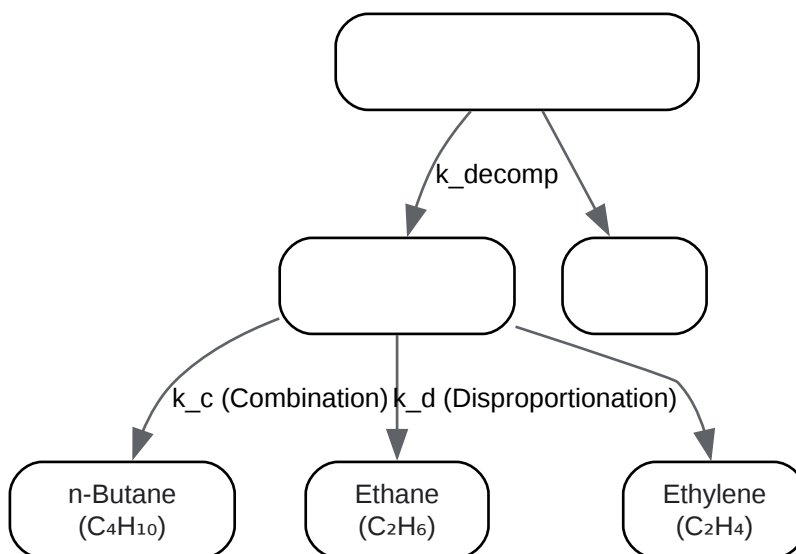 k_decomp
k_c (Combination)
k_d (Disproportionation)
n-Butane
(C₄H₁₀)
Ethane
(C₂H₆)
Ethylene
(C₂H₄)